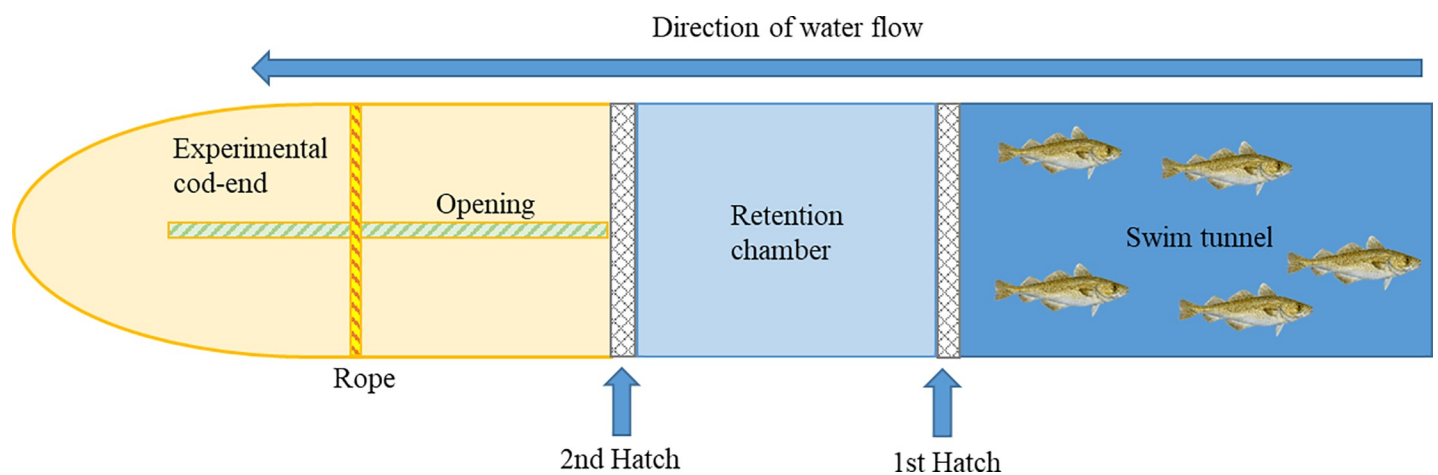 Direction of water flow
Experimental
cod-end
Opening
Retention
chamber
Swim tunnel
Rope
2nd Hatch
1st Hatch